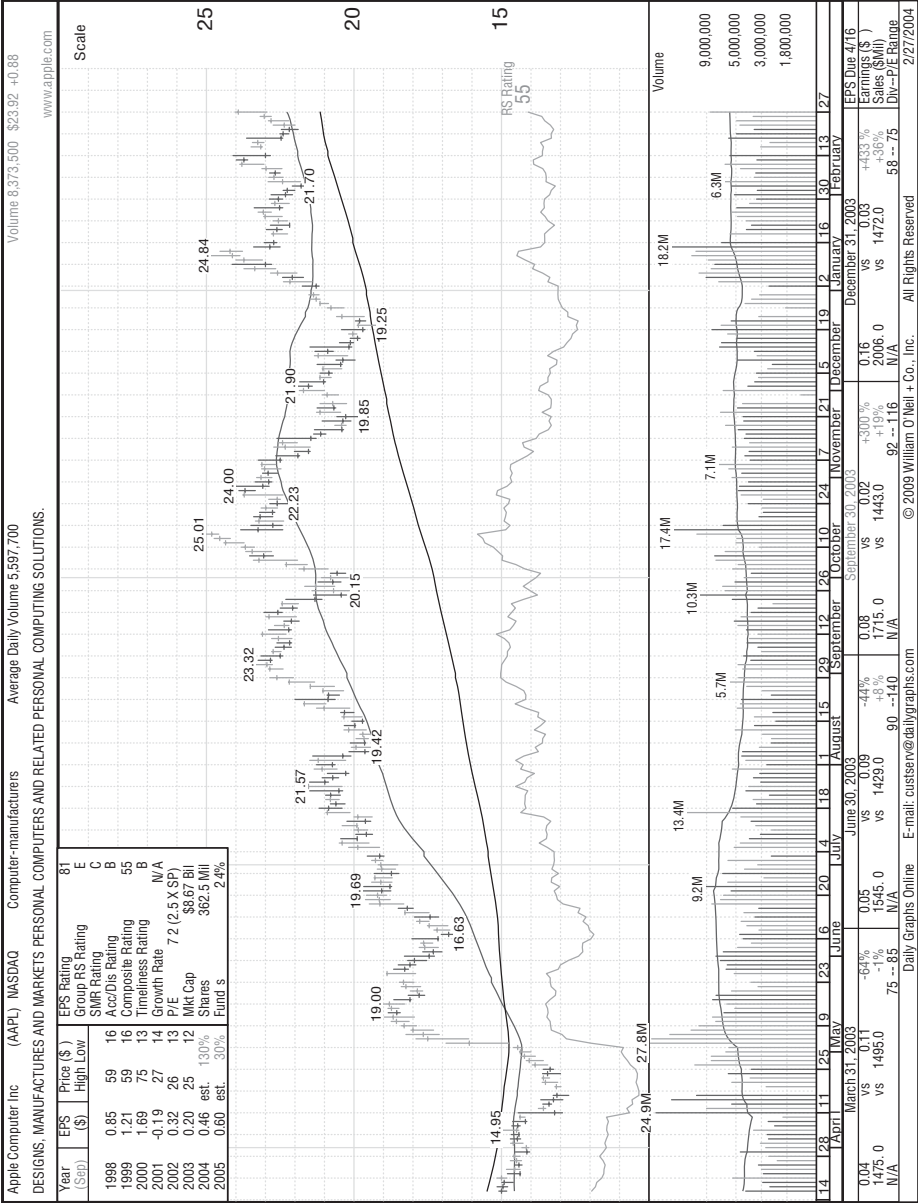 Apple Computer Inc (AAPL) NASDAQ Computer-manufacturers Average Daily Volume 5,597,700 Volume 8,373,500 $23.92 +0.88
DESIGNS, MANUFACTURES AND MARKETS PERSONAL COMPUTERS AND RELATED PERSONAL COMPUTING SOLUTIONS.
www.apple.com
Year EPS Price ($ )
(Sep) ($) High Low
1998 0.85 59 16
1999 1.21 59 16
2000 1.69 75 13
2001 -0.19 27 14
2002 0.32 26 13
2003 0.20 25 12
2004 0.46 est. 130%
2005 0.60 est. 30%
EPS Rating 81
Group RS Rating E
SMR Rating C
Acc/Dis Rating B
Composite Rating 55
Timeliness Rating B
Growth Rate N/A
P/E 7 2 (2.5 X SP)
Mkt Cap $8.67 Bil
Shares 362.5 Mil
Fund s 2.4%
Scale
25
20
15
14.95
19.00
16.63
19.69
21.57
19.42
23.32
20.15
25.01
22.23
24.00
19.85
21.90
19.25
24.84
21.70
RS Rating
55
Volume
9,000,000
5,000,000
3,000,000
1,800,000
24.9M
27.8M
9.2M
13.4M
5.7M
10.3M
17.4M
7.1M
18.2M
6.3M
14 28 11 25 9 23 6 20 4 18 1 15 29 12 26 10 24 7 21 5 19 2 16 30 13 27
April May June July August September October November December January February
March 31, 2003 June 30, 2003 September 30, 2003 December 31, 2003 EPS Due 4/16
0.04 vs 0.11 -64% 0.05 vs 0.09 -44% 0.08 vs 0.02 +300 % 0.16 vs 0.03 +433 % Earnings ($ )
1475. 0 vs 1495.0 -1% 1545. 0 vs 1429.0 +8 % 1715. 0 vs 1443.0 +19% 2006. 0 vs 1472.0 +36% Sales ($Mil)
N/A 75 -- 85 N/A 90 --140 N/A 92 -- 116 N/A 58 -- 75 Div--P/E Range
Daily Graphs Online E-mail: custserv@dailygraphs.com © 2009 William O'Neil + Co., Inc. All Rights Reserved 2/27/2004